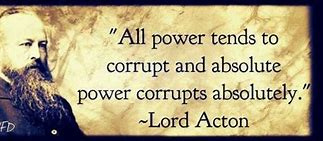 "All power tends to
corrupt and absolute
power corrupts absolutely."
~Lord Acton